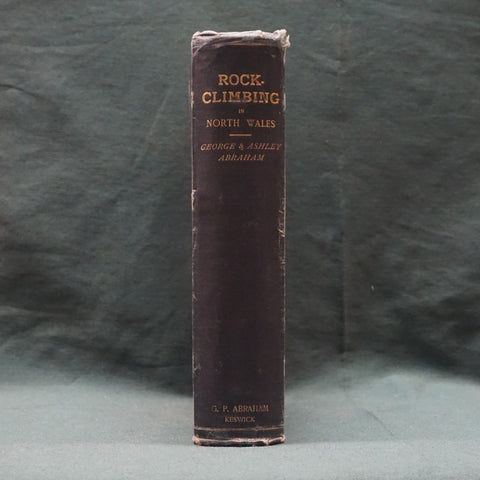 ROCK-
CLIMBING
IN
NORTH WALES
GEORGE & ASHLEY
ABRAHAM
G. P. ABRAHAM
KESWICK